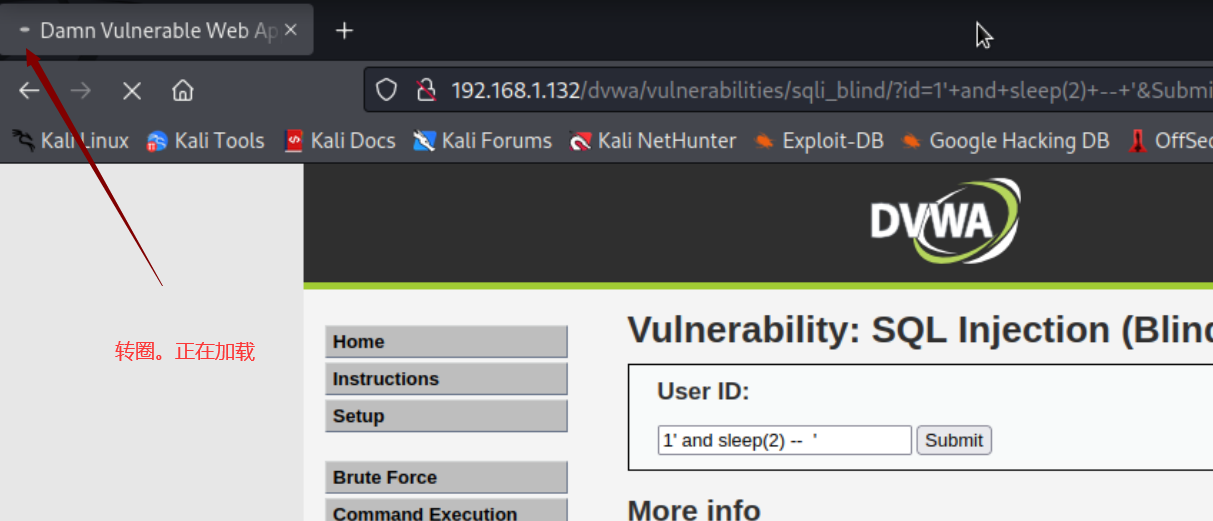 Damn Vulnerable Web Ap
192.168.1.132/dvwa/vulnerabilities/sqli_blind/?id=1'+and+sleep(2)+--+'&Submi
Kali Linux Kali Tools Kali Docs Kali Forums Kali NetHunter Exploit-DB Google Hacking DB OffSec
DVWA
Vulnerability: SQL Injection (Blind
转圈。正在加载
Home
Instructions
Setup
User ID:
1' and sleep(2) --  '
Submit
Brute Force
Command Execution
More info